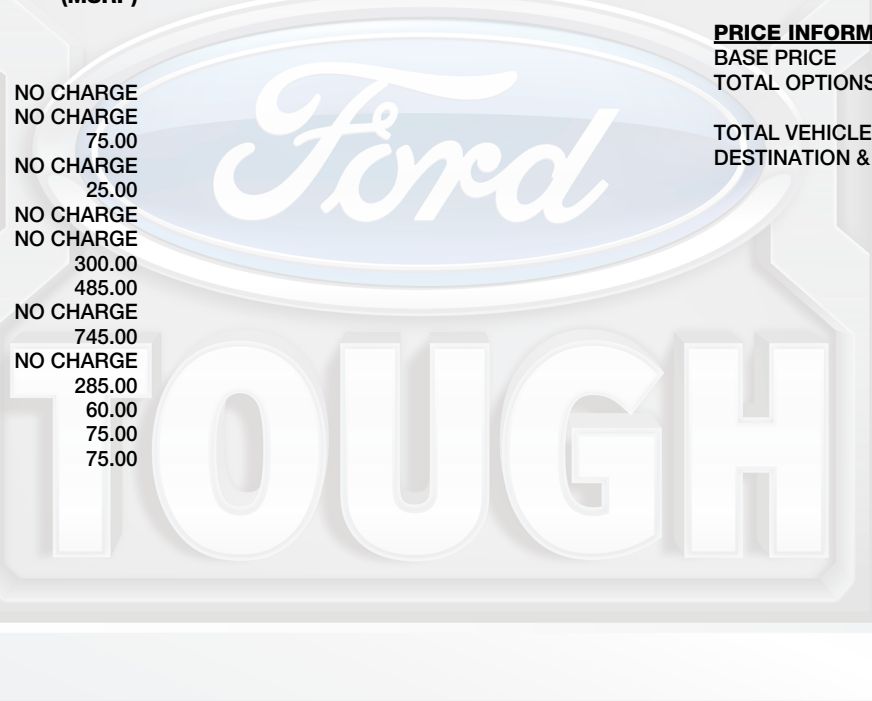 (MSRP)
NO CHARGE
NO CHARGE
75.00
NO CHARGE
25.00
NO CHARGE
NO CHARGE
300.00
485.00
NO CHARGE
745.00
NO CHARGE
285.00
60.00
75.00
75.00
PRICE INFORM
BASE PRICE
TOTAL OPTIONS
TOTAL VEHICLE
DESTINATION &
Ford
TOUGH